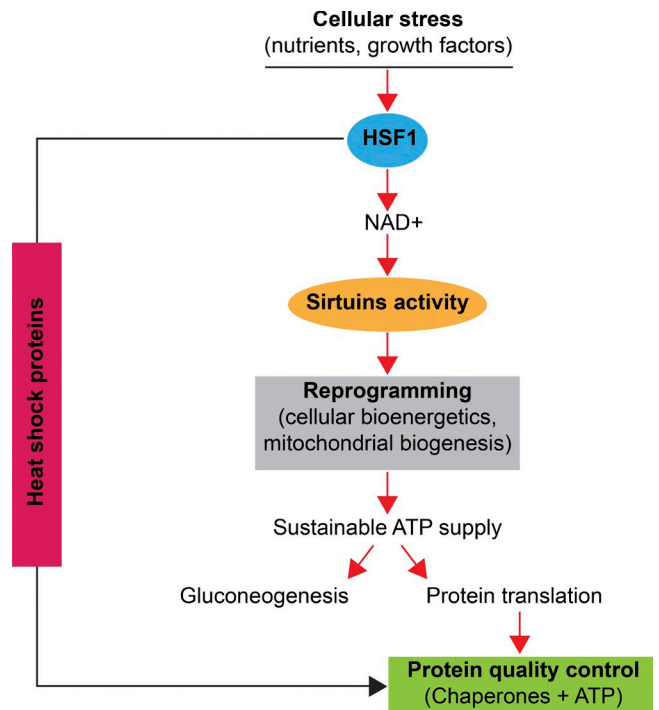 Cellular stress
(nutrients, growth factors)
HSF1
NAD+
Sirtuins activity
Heat shock proteins
Reprogramming
(cellular bioenergetics,
mitochondrial biogenesis)
Sustainable ATP supply
Gluconeogenesis
Protein translation
Protein quality control
(Chaperones + ATP)